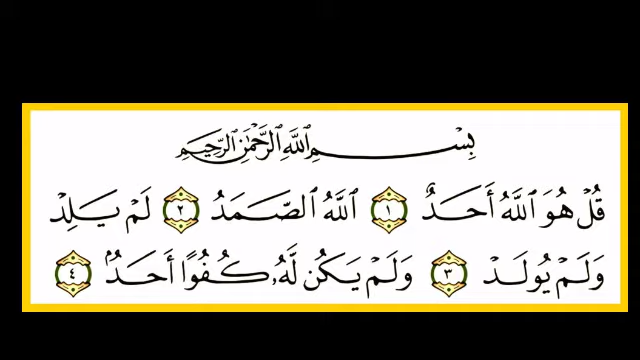 بِسْمِ ٱللَّهِ ٱلرَّحْمَٰنِ ٱلرَّحِيمِ
قُلْ هُوَ ٱللَّهُ أَحَدٌ ١ ٱللَّهُ ٱلصَّمَدُ ٢ لَمْ يَلِدْ
وَلَمْ يُولَدْ ٣ وَلَمْ يَكُن لَّهُۥ كُفُوًا أَحَدٌۢ ٤